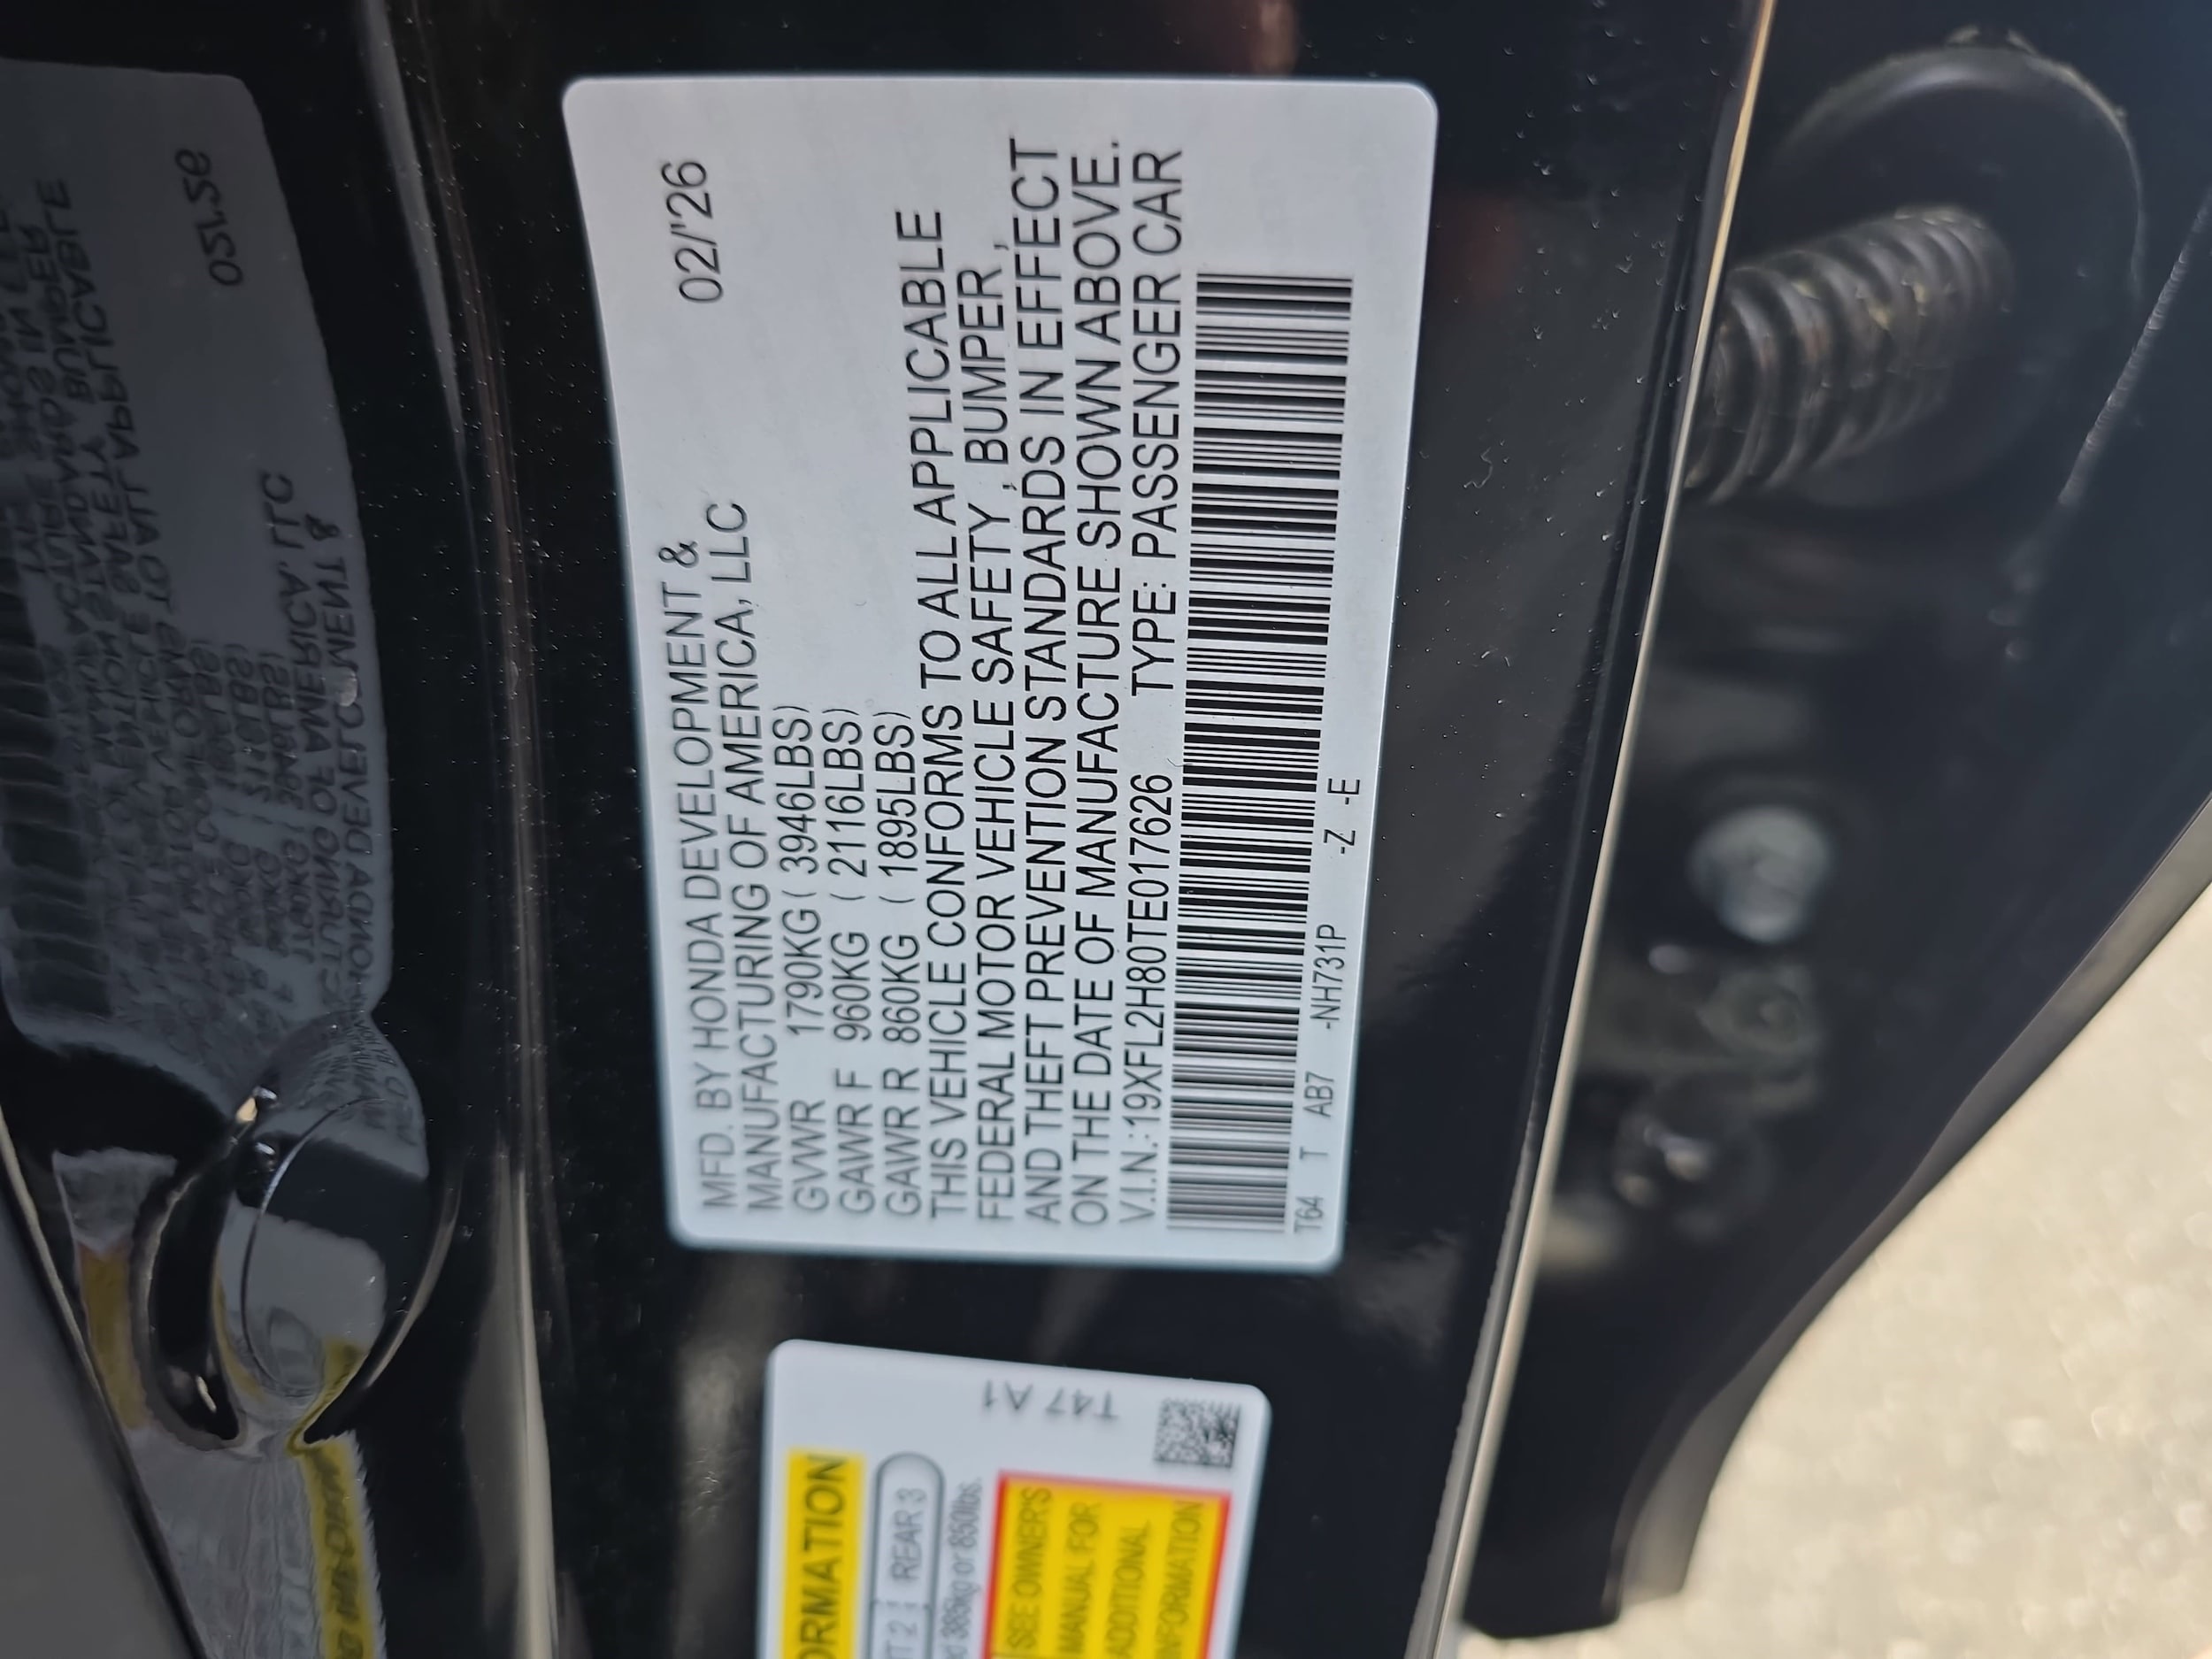 MFD. BY HONDA DEVELOPMENT & 02/'26
MANUFACTURING OF AMERICA, LLC
GVWR 1790KG ( 3946LBS)
GAWR F 960KG ( 2116LBS)
GAWR R 860KG ( 1895LBS)
THIS VEHICLE CONFORMS TO ALL APPLICABLE
FEDERAL MOTOR VEHICLE SAFETY , BUMPER ,
AND THEFT PREVENTION STANDARDS IN EFFECT
ON THE DATE OF MANUFACTURE SHOWN ABOVE.
V.I.N.:19XFL2H80TE017626 TYPE: PASSENGER CAR
T64 T AB7 -NH731P -Z -E
T47 A1
REAR 3
385kg or 850lbs.
SEE OWNER'S
MANUAL FOR
ADDITIONAL
INFORMATION